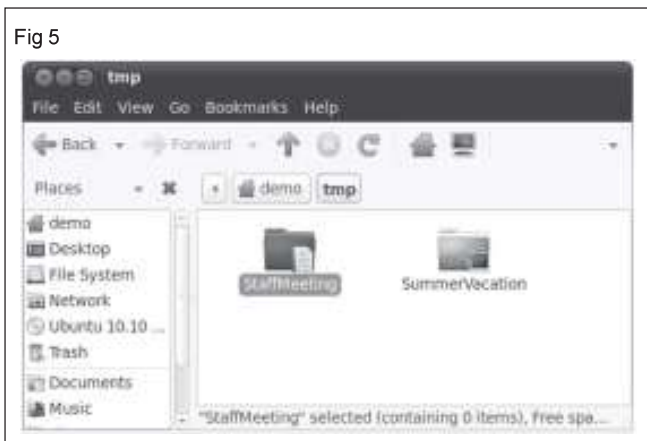 Fig 5
tmp
File Edit View Go Bookmarks Help
Back Forward
Places demo tmp
demo
Desktop
File System
Network
Ubuntu 10.10 ...
Trash
Documents
Music
StaffMeeting SummerVacation
"StaffMeeting" selected (containing 0 items), Free spa...